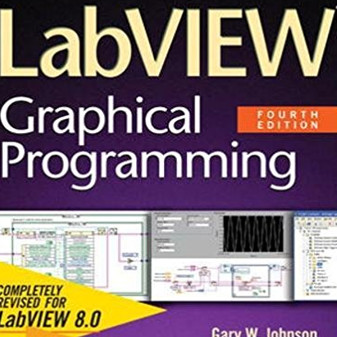 LabVIEW
Graphical
FOURTH
EDITION
Programming
COMPLETELY
REVISED FOR
LabVIEW 8.0
Gary W. Johnson